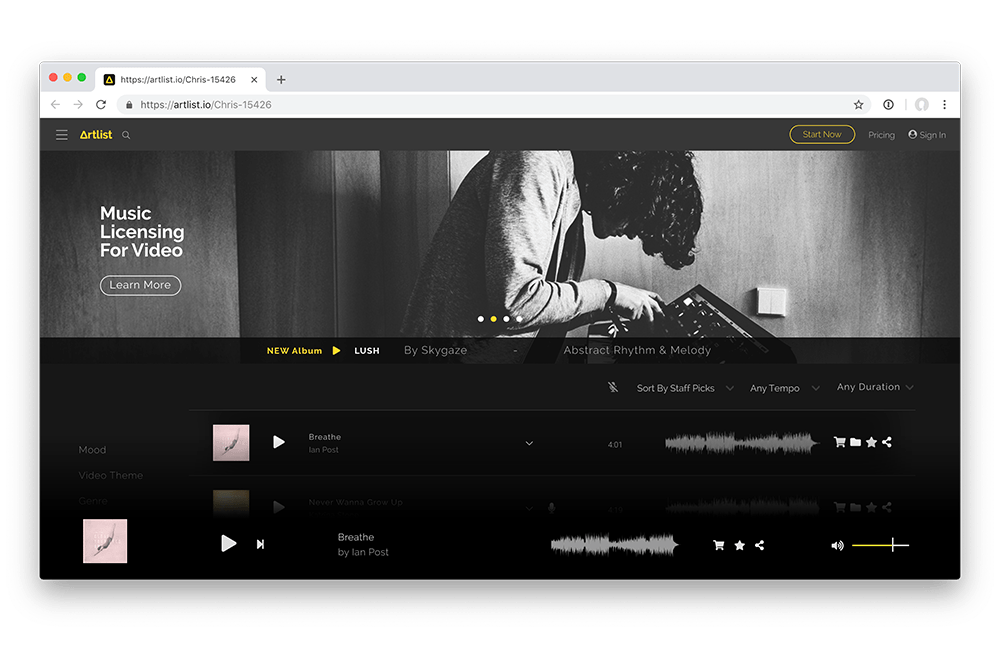 https://artlist.io/Chris-15426
https://artlist.io/Chris-15426
Artlist
Start Now
Pricing
Sign In
Music
Licensing
For Video
Learn More
NEW Album LUSH By Skygaze - Abstract Rhythm & Melody
Sort By Staff Picks
Any Tempo
Any Duration
Mood
Video Theme
Genre
Breathe
Ian Post
4:01
Never Wanna Grow Up
Breathe
by Ian Post